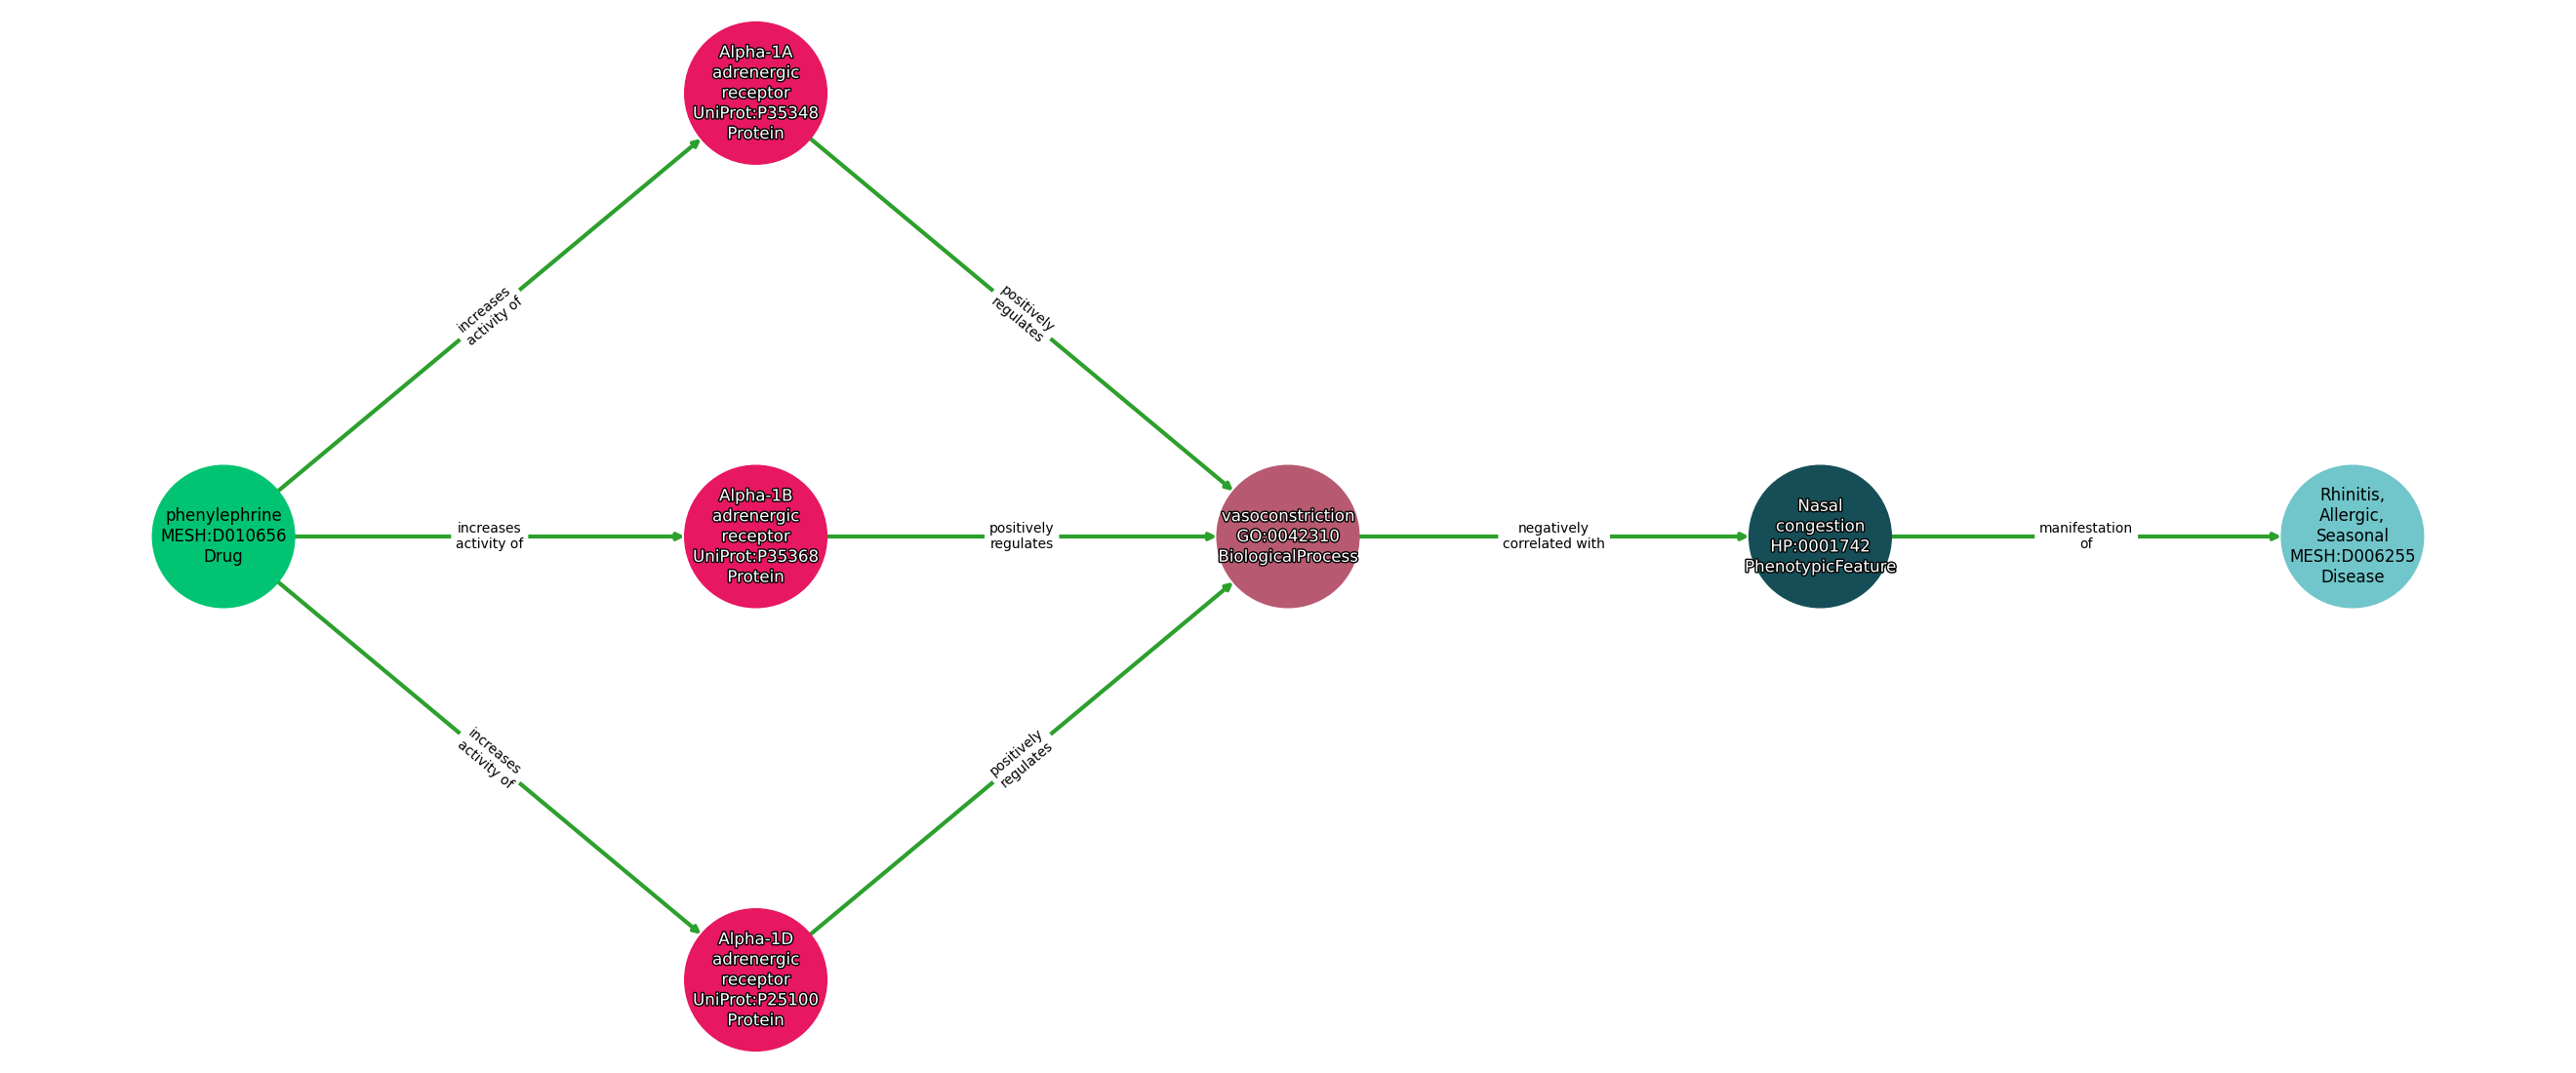 Alpha-1A
adrenergic
receptor
UniProt:P35348
Protein
increases
activity of
positively
regulates
phenylephrine
MESH:D010656
Drug
increases
activity of
Alpha-1B
adrenergic
receptor
UniProt:P35368
Protein
positively
regulates
vasoconstriction
GO:0042310
BiologicalProcess
negatively
correlated with
Nasal
congestion
HP:0001742
PhenotypicFeature
manifestation
of
Rhinitis,
Allergic,
Seasonal
MESH:D006255
Disease
increases
activity of
positively
regulates
Alpha-1D
adrenergic
receptor
UniProt:P25100
Protein